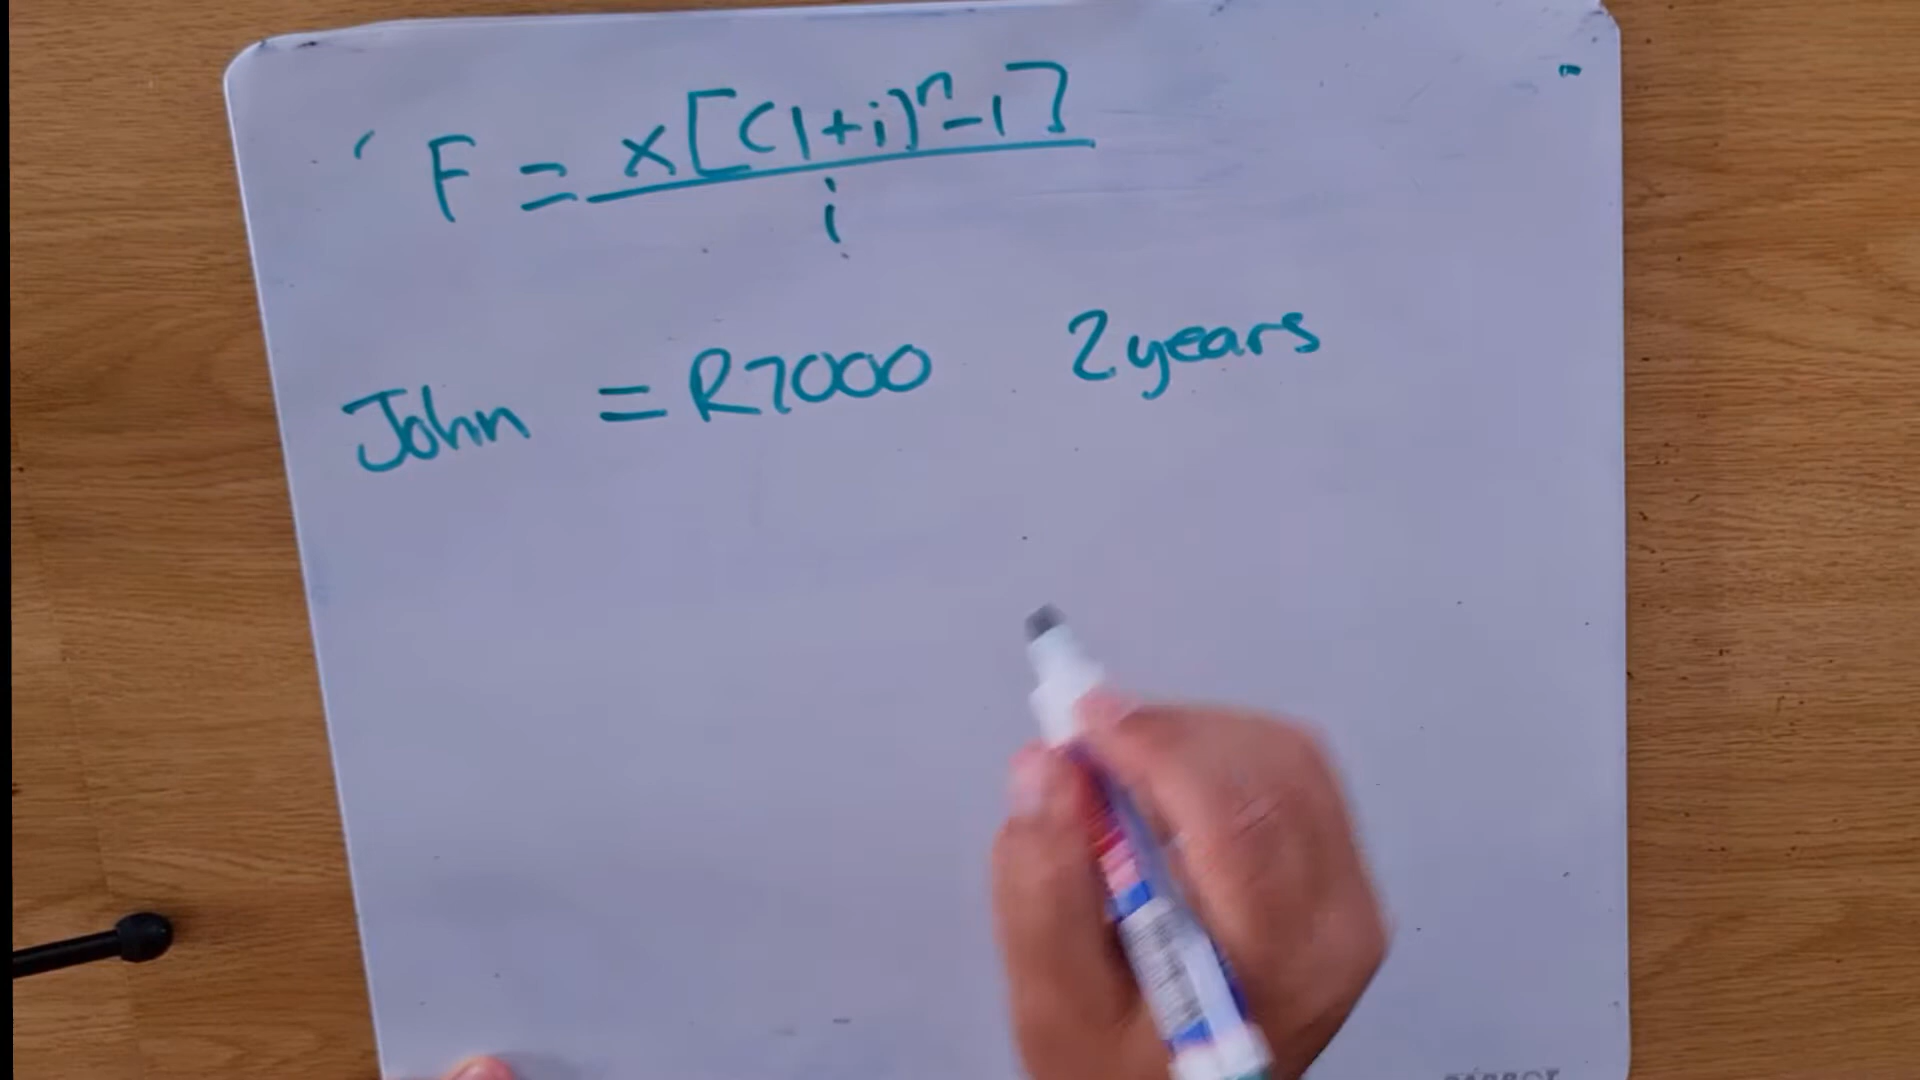 F = x[(1+i)ⁿ-1]
i
John = R7000 2years